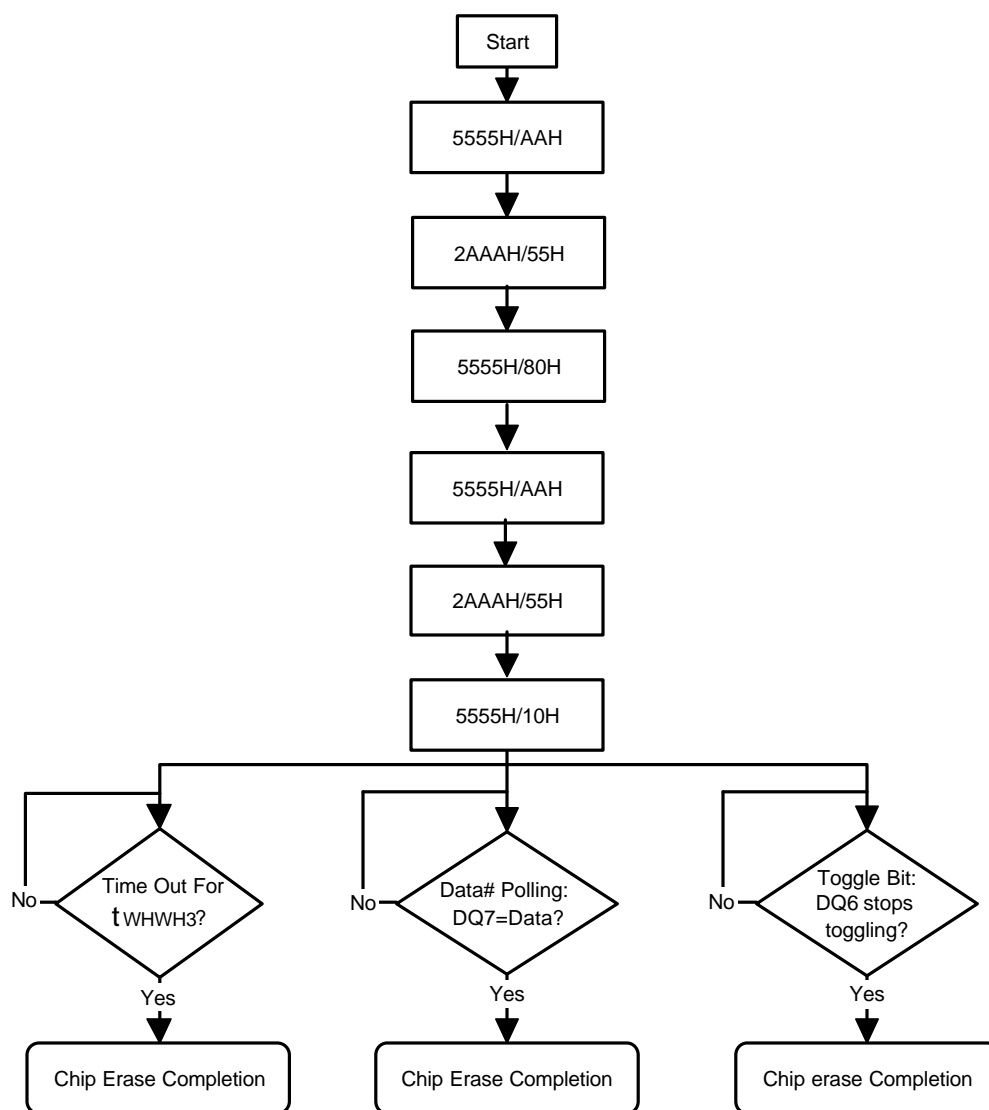 Start
5555H/AAH
2AAAH/55H
5555H/80H
5555H/AAH
2AAAH/55H
5555H/10H
Time Out For
tWHWH3?
No
Yes
Chip Erase Completion
Data# Polling:
DQ7=Data?
No
Yes
Chip Erase Completion
Toggle Bit:
DQ6 stops
toggling?
No
Yes
Chip erase Completion